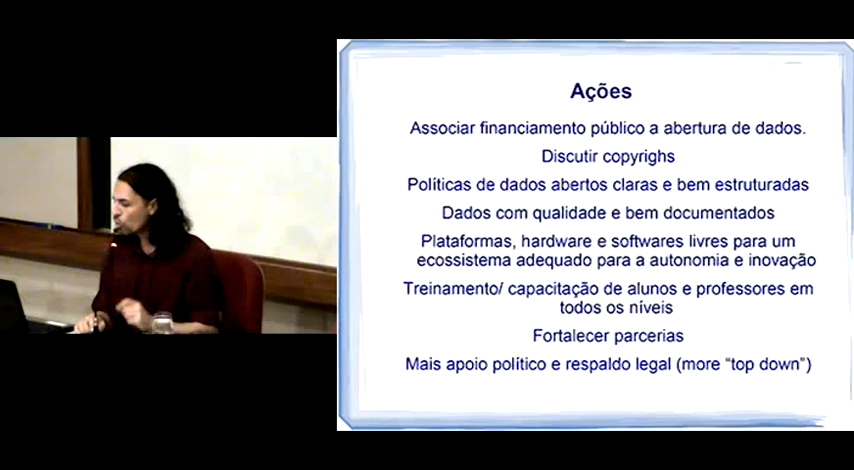 Ações
Associar financiamento público a abertura de dados.
Discutir copyrighs
Políticas de dados abertos claras e bem estruturadas
Dados com qualidade e bem documentados
Plataformas, hardware e softwares livres para um
ecossistema adequado para a autonomia e inovação
Treinamento/ capacitação de alunos e professores em
todos os níveis
Fortalecer parcerias
Mais apoio político e respaldo legal (more “top down”)